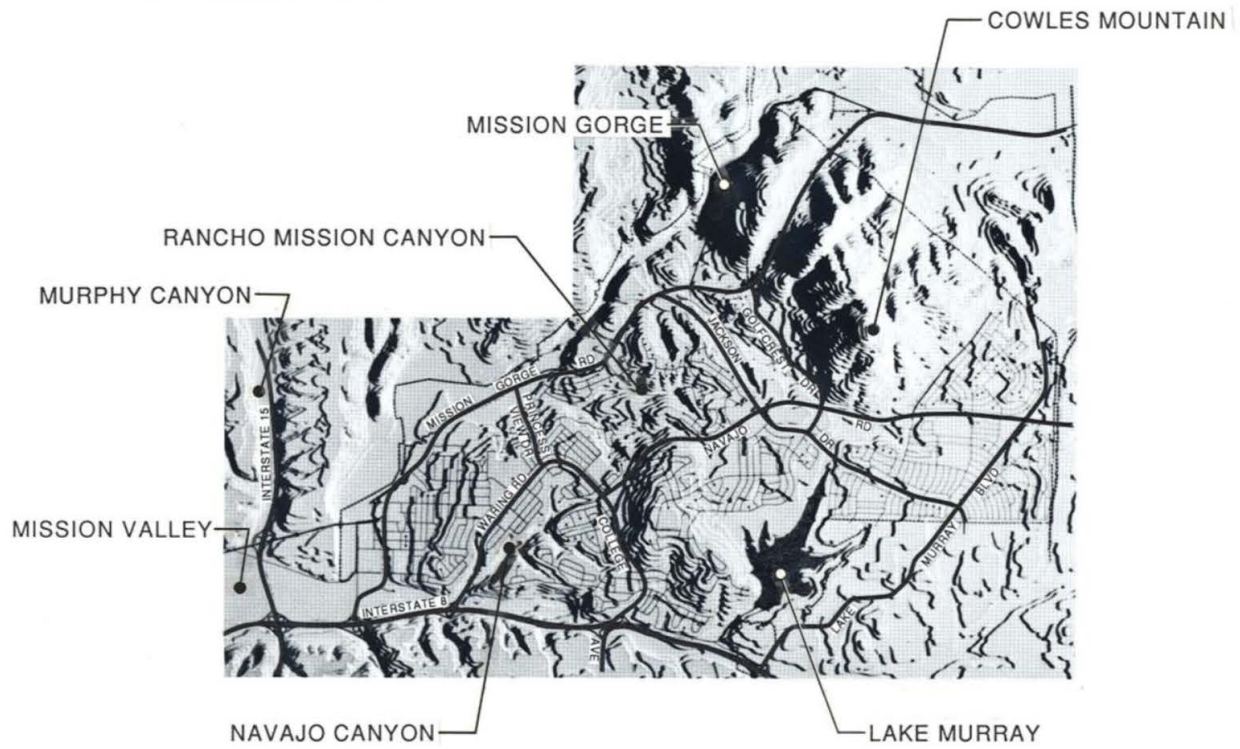 COWLES MOUNTAIN
MISSION GORGE
RANCHO MISSION CANYON
MURPHY CANYON
MISSION VALLEY
NAVAJO CANYON
LAKE MURRAY
INTERSTATE 15
INTERSTATE 8
MISSION GORGE RD
PRINCESS
VIEW DR
WARING RD
COLLEGE AVE
JACKSON DR
GOLFCREST DR
NAVAJO RD
LAKE MURRAY BLVD